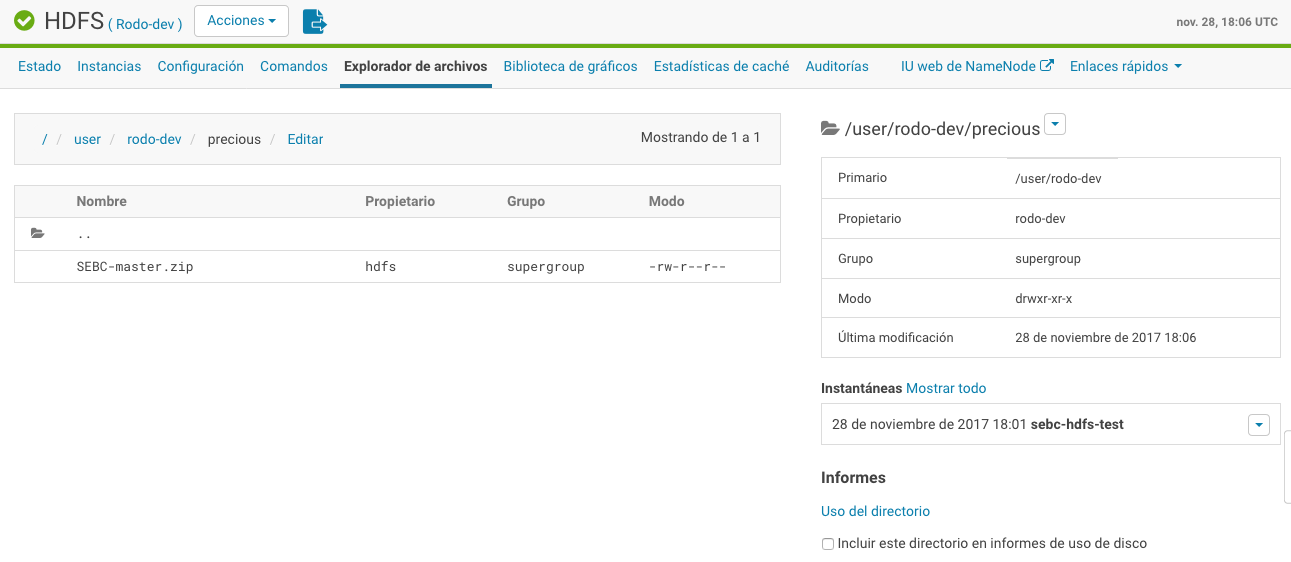 HDFS ( Rodo-dev ) Acciones
nov. 28, 18:06 UTC
Estado Instancias Configuración Comandos Explorador de archivos Biblioteca de gráficos Estadísticas de caché Auditorías IU web de NameNode Enlaces rápidos
/ / user / rodo-dev / precious / Editar
Mostrando de 1 a 1
Nombre Propietario Grupo Modo
..
SEBC-master.zip hdfs supergroup -rw-r--r--
/user/rodo-dev/precious
Primario /user/rodo-dev
Propietario rodo-dev
Grupo supergroup
Modo drwxr-xr-x
Última modificación 28 de noviembre de 2017 18:06
Instantáneas Mostrar todo
28 de noviembre de 2017 18:01 sebc-hdfs-test
Informes
Uso del directorio
Incluir este directorio en informes de uso de disco